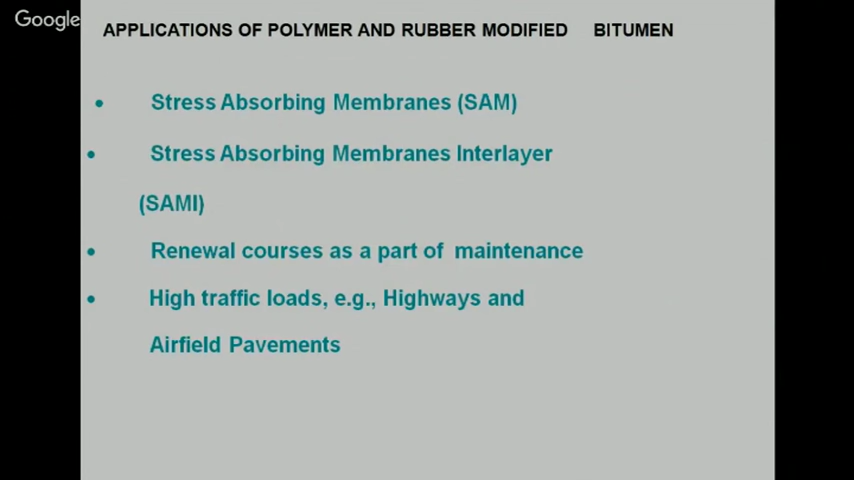 Google
APPLICATIONS OF POLYMER AND RUBBER MODIFIED BITUMEN
• Stress Absorbing Membranes (SAM)
• Stress Absorbing Membranes Interlayer
(SAMI)
• Renewal courses as a part of maintenance
• High traffic loads, e.g., Highways and
Airfield Pavements